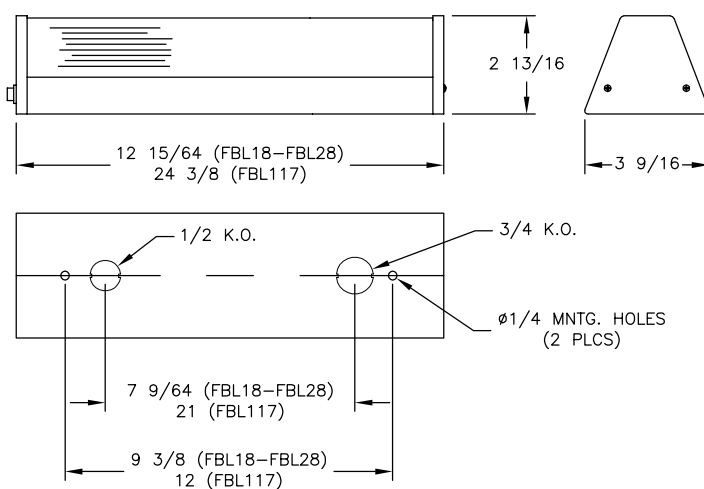 2 13/16
12 15/64 (FBL18-FBL28)
24 3/8 (FBL117)
3 9/16
1/2 K.O.
3/4 K.O.
ø1/4 MNTG. HOLES
(2 PLCS)
7 9/64 (FBL18-FBL28)
21 (FBL117)
9 3/8 (FBL18-FBL28)
12 (FBL117)